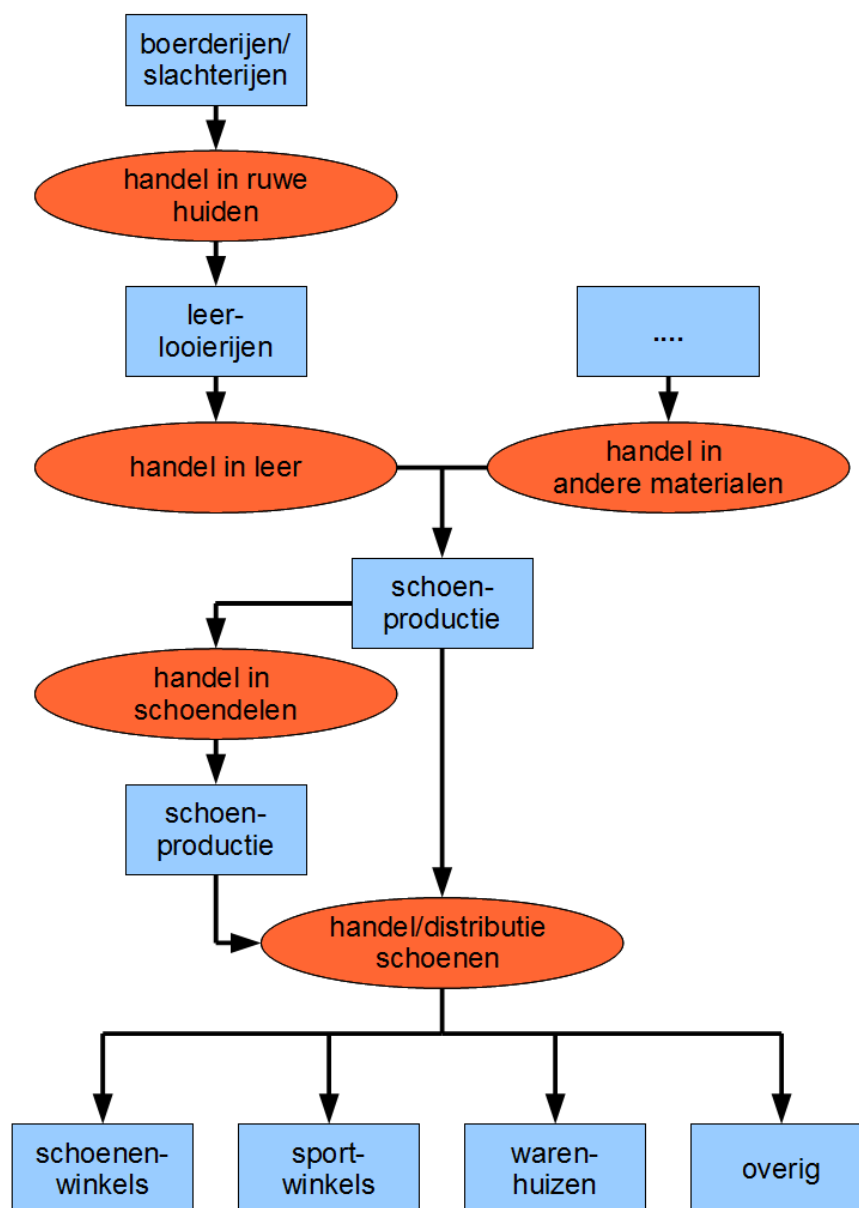 boerderijen/
slachterijen
handel in ruwe
huiden
leer-
looierijen
....
handel in leer
handel in
andere materialen
schoen-
productie
handel in
schoendelen
schoen-
productie
handel/distributie
schoenen
schoenen-
winkels
sport-
winkels
waren-
huizen
overig